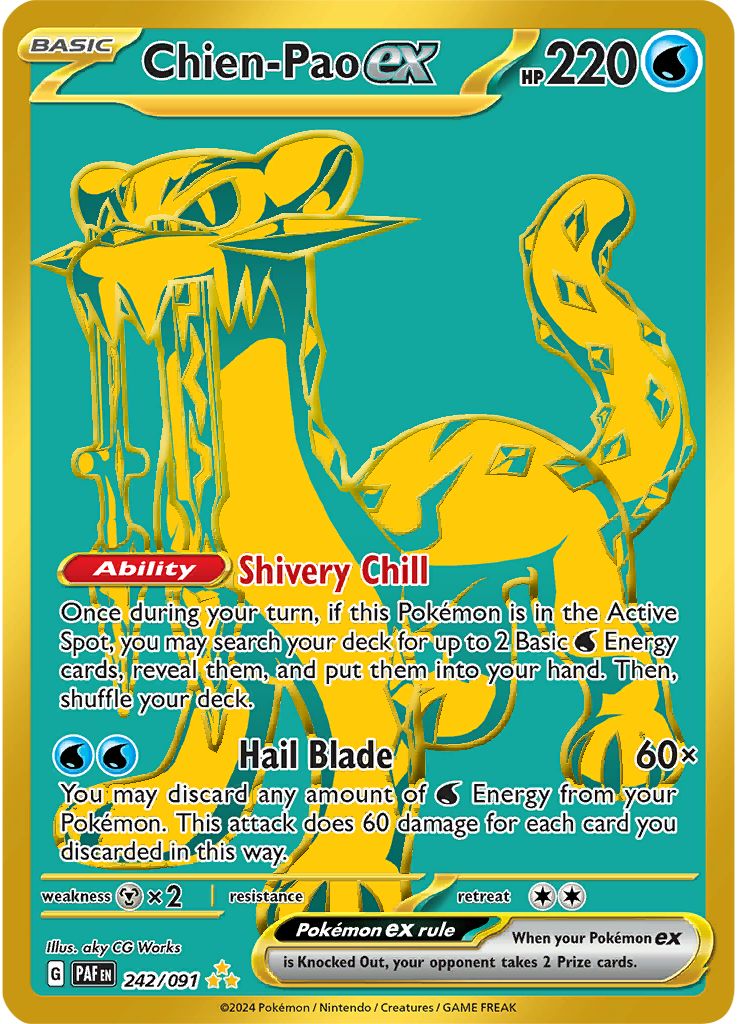 BASIC Chien-Pao ex HP 220
Ability Shivery Chill
Once during your turn, if this Pokémon is in the Active
Spot, you may search your deck for up to 2 Basic Energy
cards, reveal them, and put them into your hand. Then,
shuffle your deck.
Hail Blade 60×
You may discard any amount of Energy from your
Pokémon. This attack does 60 damage for each card you
discarded in this way.
weakness ×2 resistance retreat
Illus. aky CG Works
Pokémon ex rule When your Pokémon ex
is Knocked Out, your opponent takes 2 Prize cards.
G PAF EN 242/091
©2024 Pokémon / Nintendo / Creatures / GAME FREAK